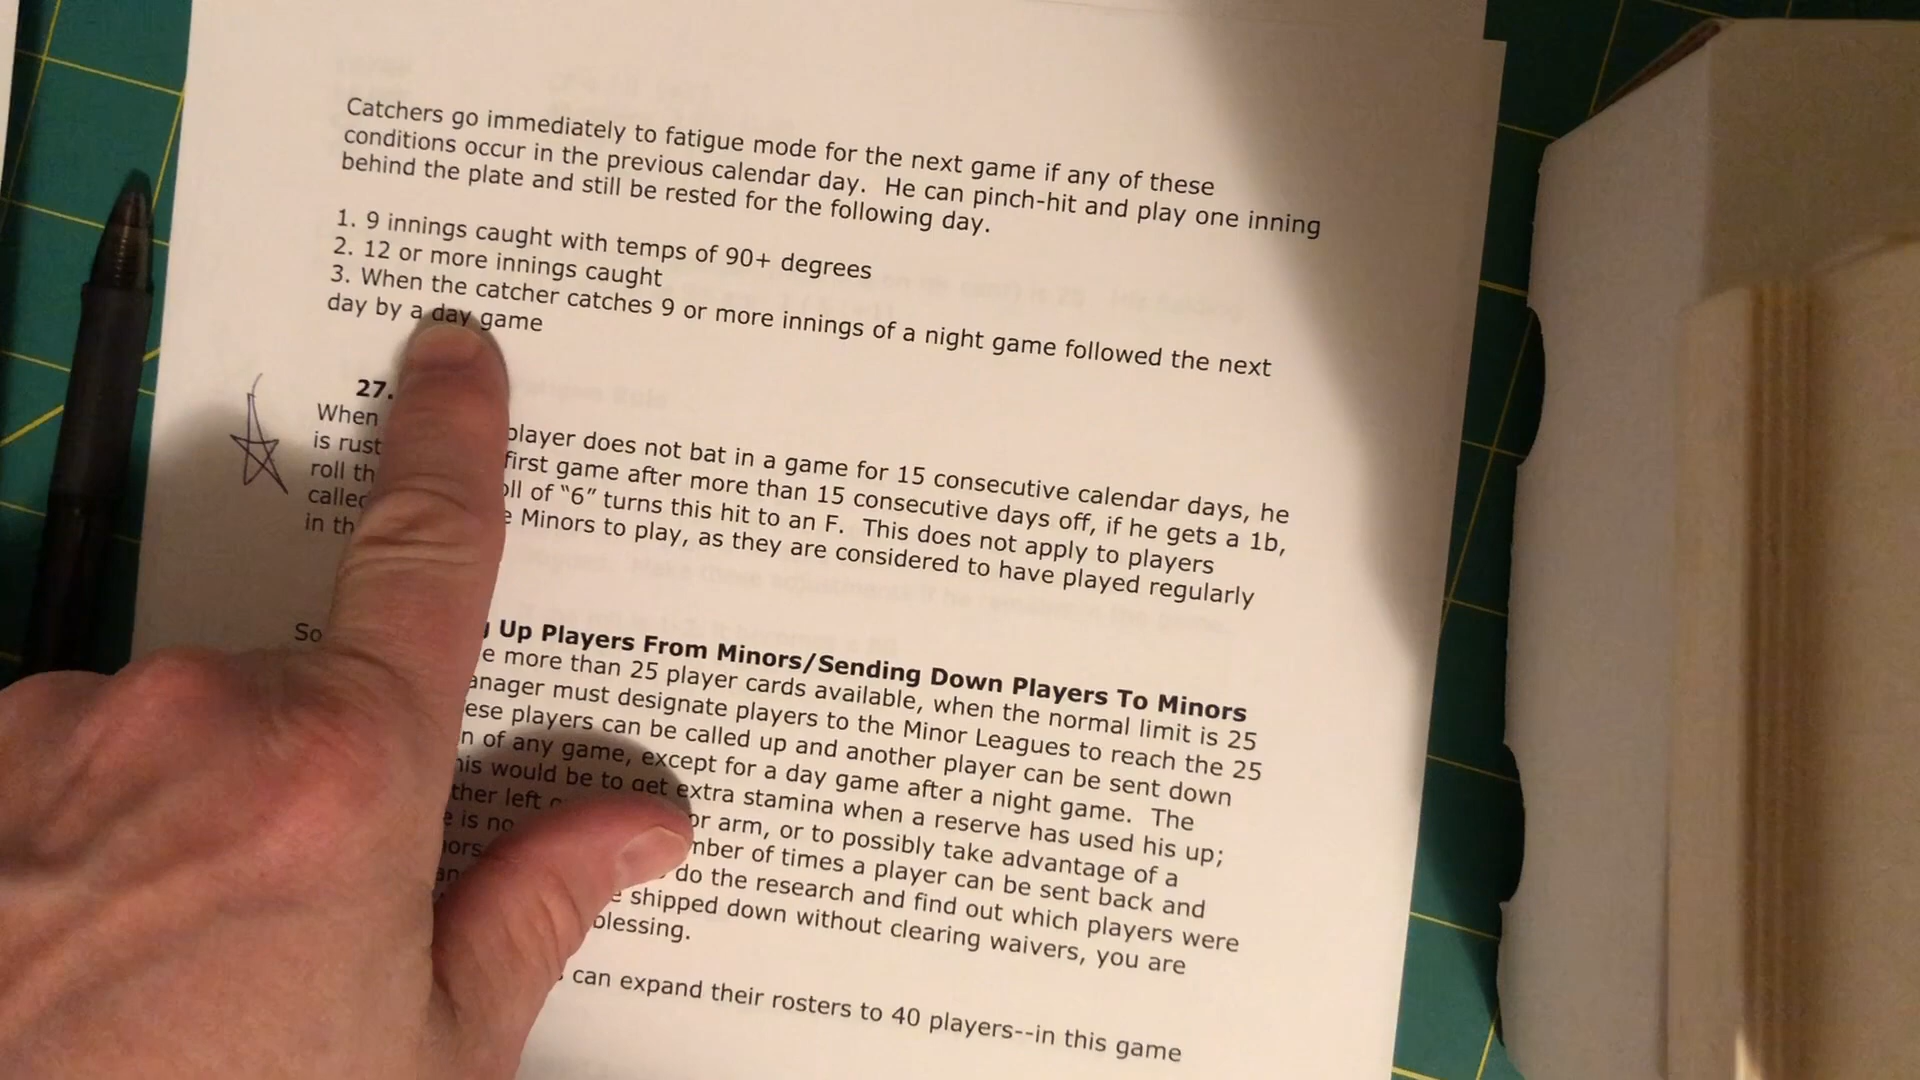 Catchers go immediately to fatigue mode for the next game if any of these
conditions occur in the previous calendar day. He can pinch-hit and play one inning
behind the plate and still be rested for the following day.
1. 9 innings caught with temps of 90+ degrees
2. 12 or more innings caught
3. When the catcher catches 9 or more innings of a night game followed the next
day by a day game
27.
When player does not bat in a game for 15 consecutive calendar days, he
is first game after more than 15 consecutive days off, if he gets a 1b,
roll of “6” turns this hit to an F. This does not apply to players
Minors to play, as they are considered to have played regularly
in
Up Players From Minors/Sending Down Players To Minors
So more than 25 player cards available, when the normal limit is 25
must designate players to the Minor Leagues to reach the 25
players can be called up and another player can be sent down
of any game, except for a day game after a night game. The
would be to get extra stamina when a reserve has used his up;
left or arm, or to possibly take advantage of a
is of times a player can be sent back and
do the research and find out which players were
shipped down without clearing waivers, you are
blessing.
can expand their rosters to 40 players--in this game